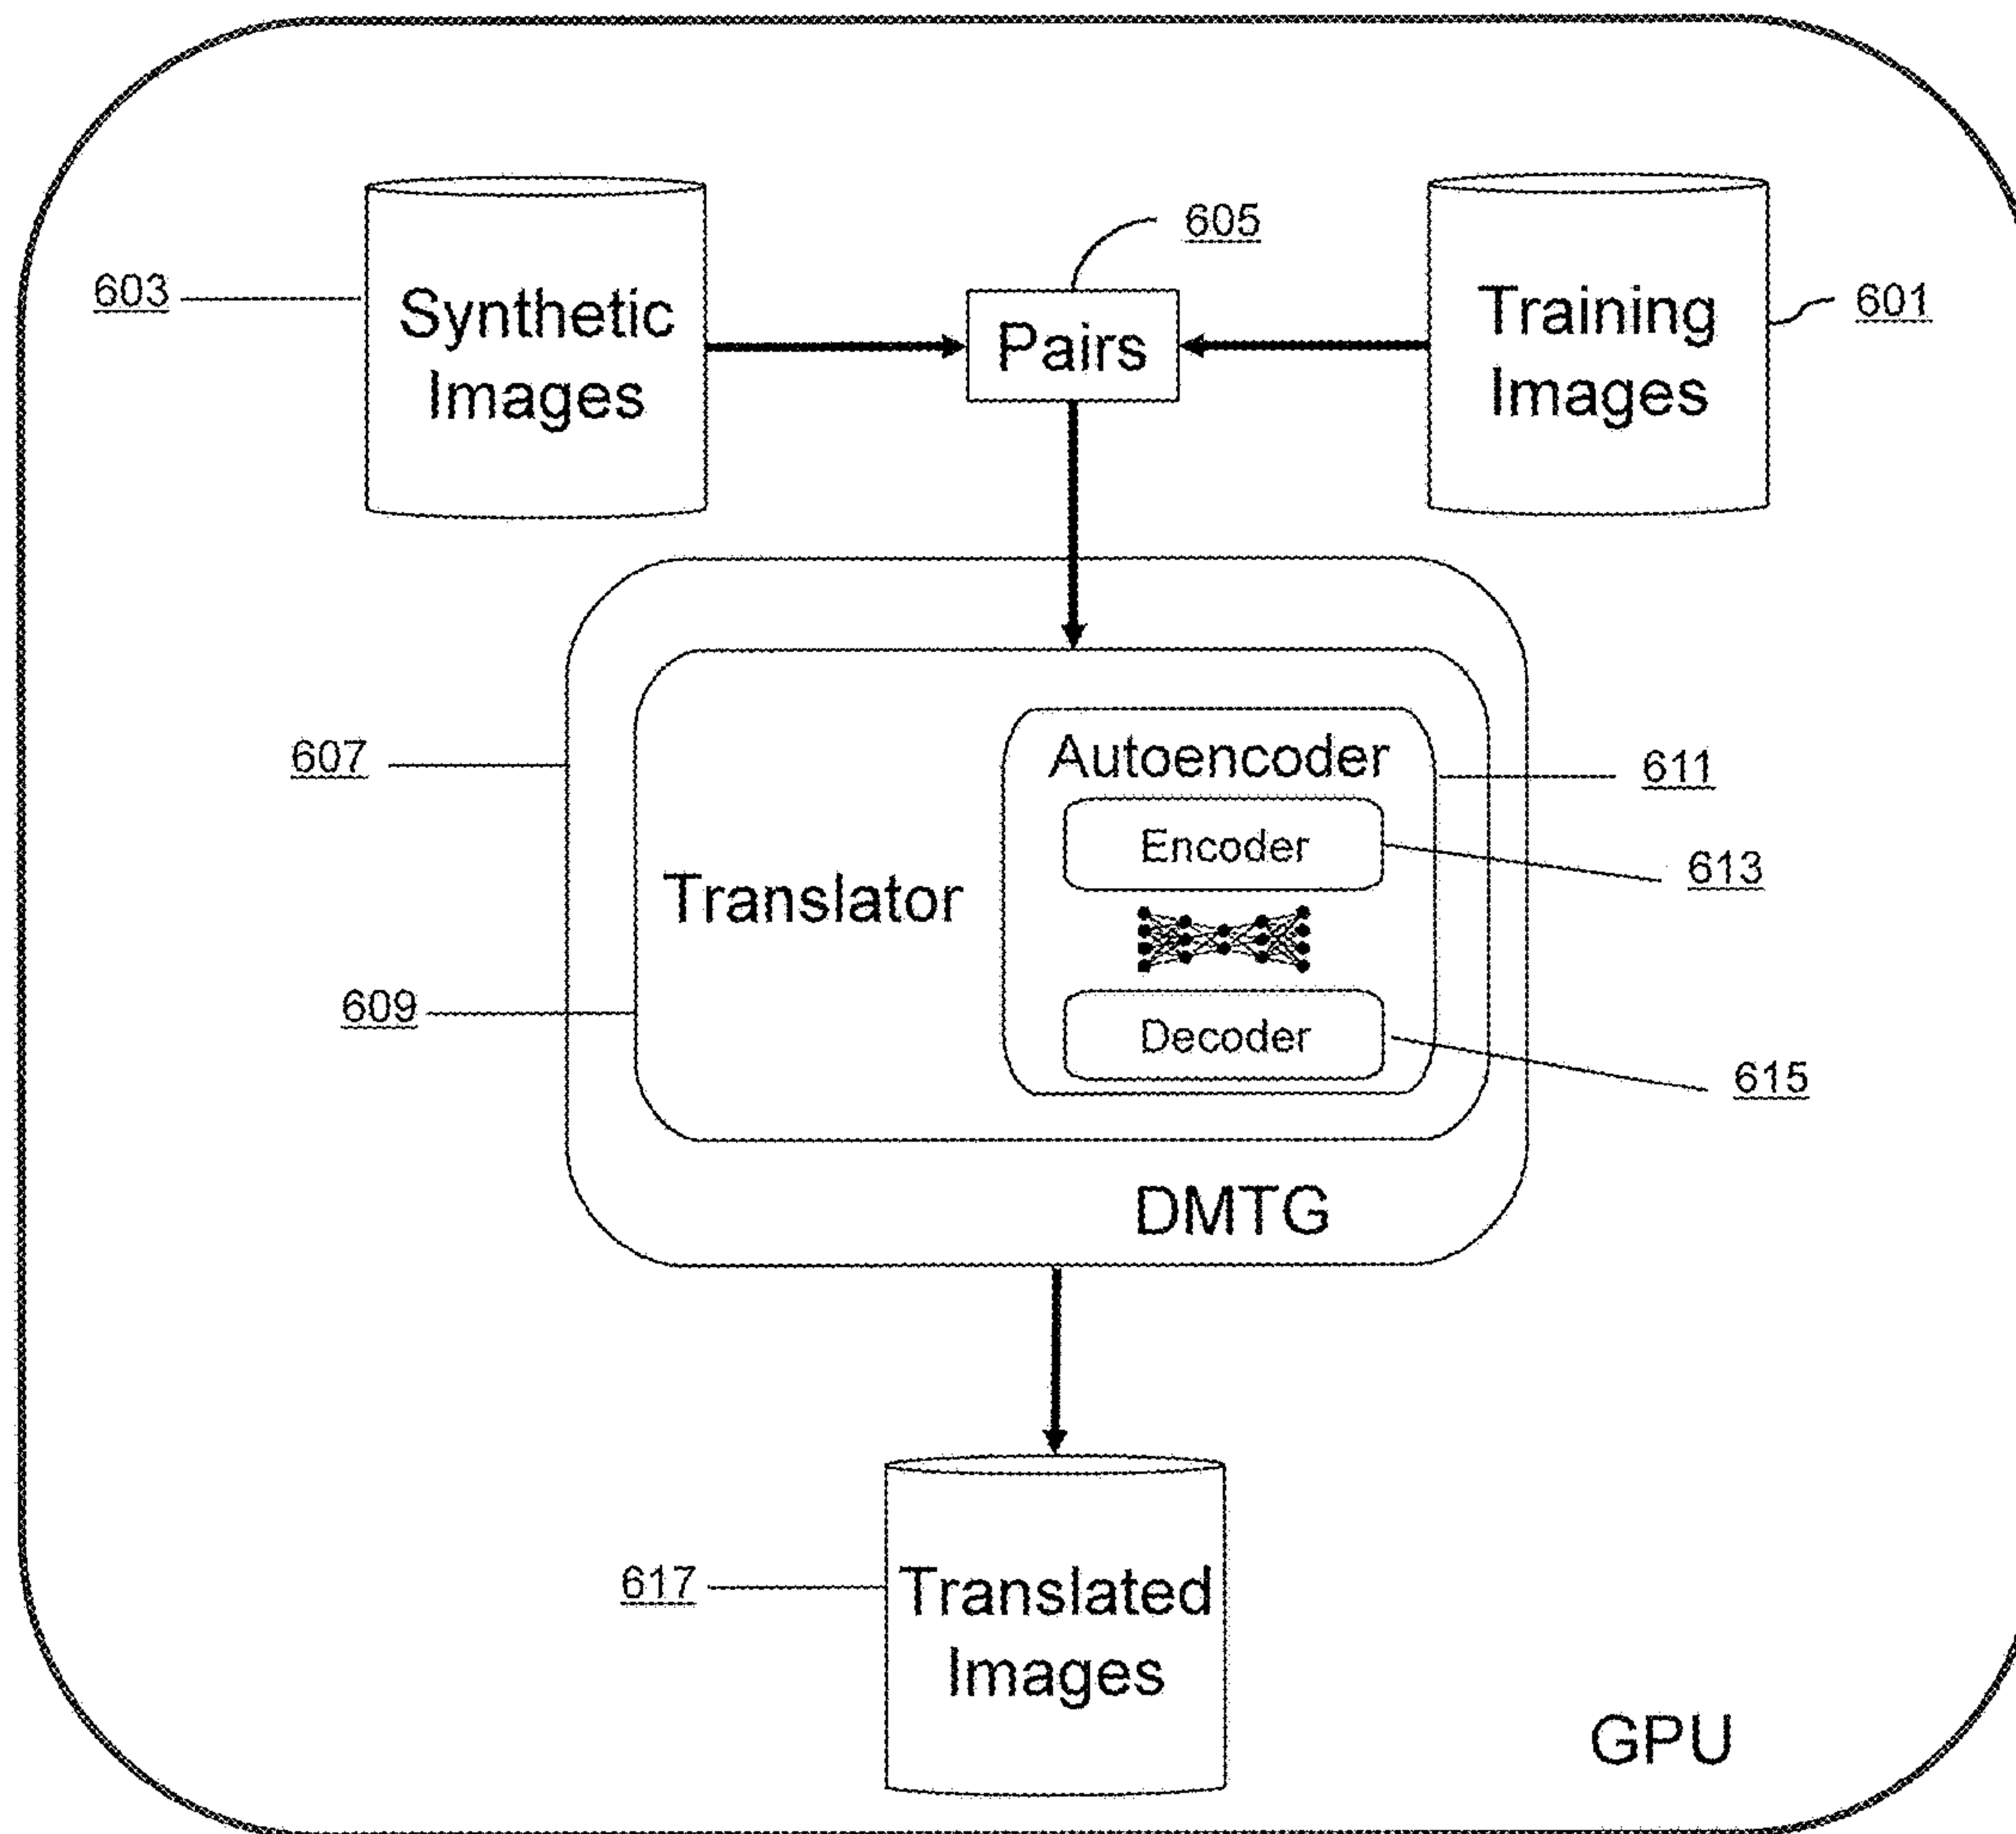 605
603
Synthetic
Images
Pairs
Training
Images
601
607
Autoencoder
611
Encoder
613
Translator
609
Decoder
615
DMTG
617
Translated
Images
GPU